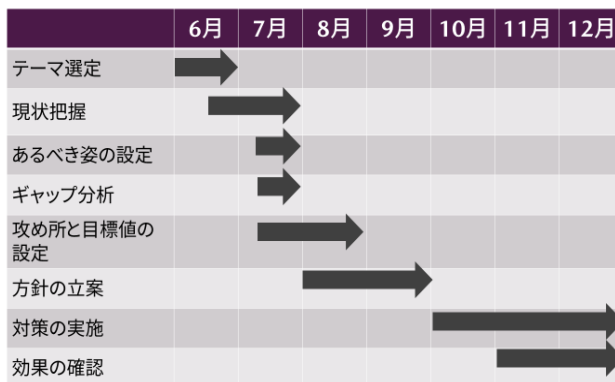 6月 7月 8月 9月 10月 11月 12月
テーマ選定
現状把握
あるべき姿の設定
ギャップ分析
攻め所と目標値の
設定
方針の立案
対策の実施
効果の確認